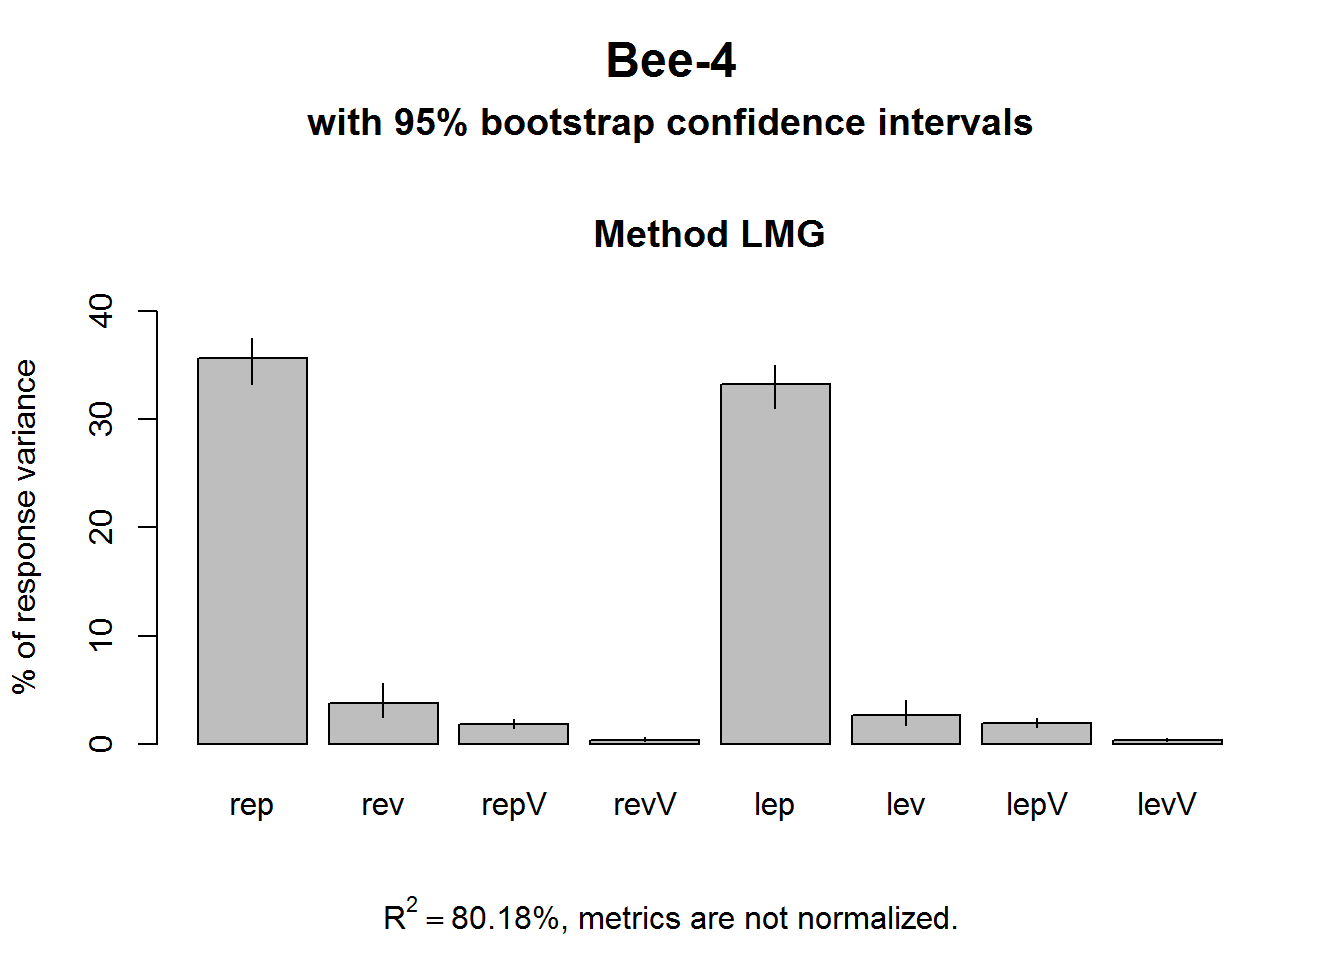 Bee-4
with 95% bootstrap confidence intervals
Method LMG
% of response variance
40
30
20
10
0
rep rev repV revV lep lev lepV levV
R² = 80.18%, metrics are not normalized.